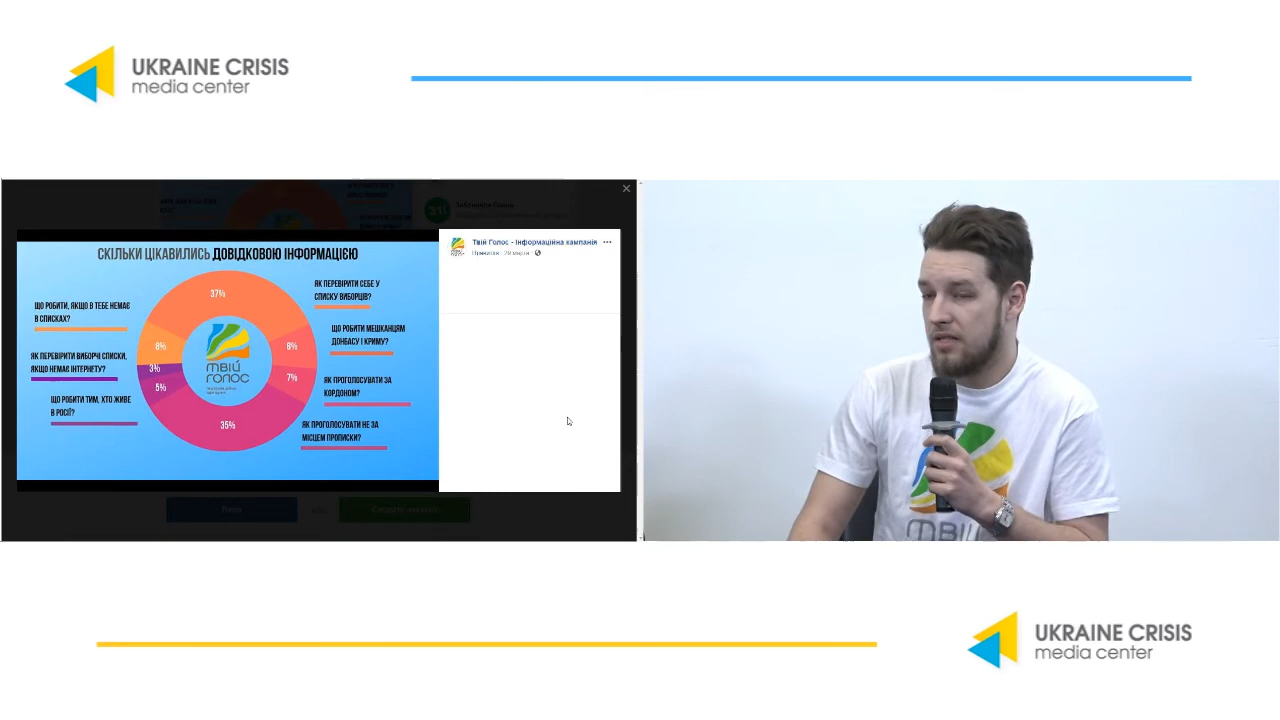 UKRAINE CRISIS
media center
СКІЛЬКИ ЦІКАВИЛИСЬ ДОВІДКОВОЮ ІНФОРМАЦІЄЮ
37%
ЯК ПЕРЕВІРИТИ СЕБЕ У
СПИСКУ ВИБОРЦІВ?
ЩО РОБИТИ, ЯКЩО В ТЕБЕ НЕМАЄ
В СПИСКАХ?
ЩО РОБИТИ МЕШКАНЦЯМ
ДОНБАСУ І КРИМУ?
8%
8%
ЯК ПЕРЕВІРИТИ ВИБОРЧІ СПИСКИ,
ЯКЩО НЕМАЄ ІНТЕРНЕТУ?
3%
ТВІЙ
ГОЛОС
7%
ЯК ПРОГОЛОСУВАТИ ЗА
КОРДОНОМ?
5%
ЩО РОБИТИ ТИМ, ХТО ЖИВЕ
В РОСІЇ?
35%
ЯК ПРОГОЛОСУВАТИ НЕ ЗА
МІСЦЕМ ПРОПИСКИ?
Твій Голос - Інформаційна кампанія
ТВІЙ
UKRAINE CRISIS
media center